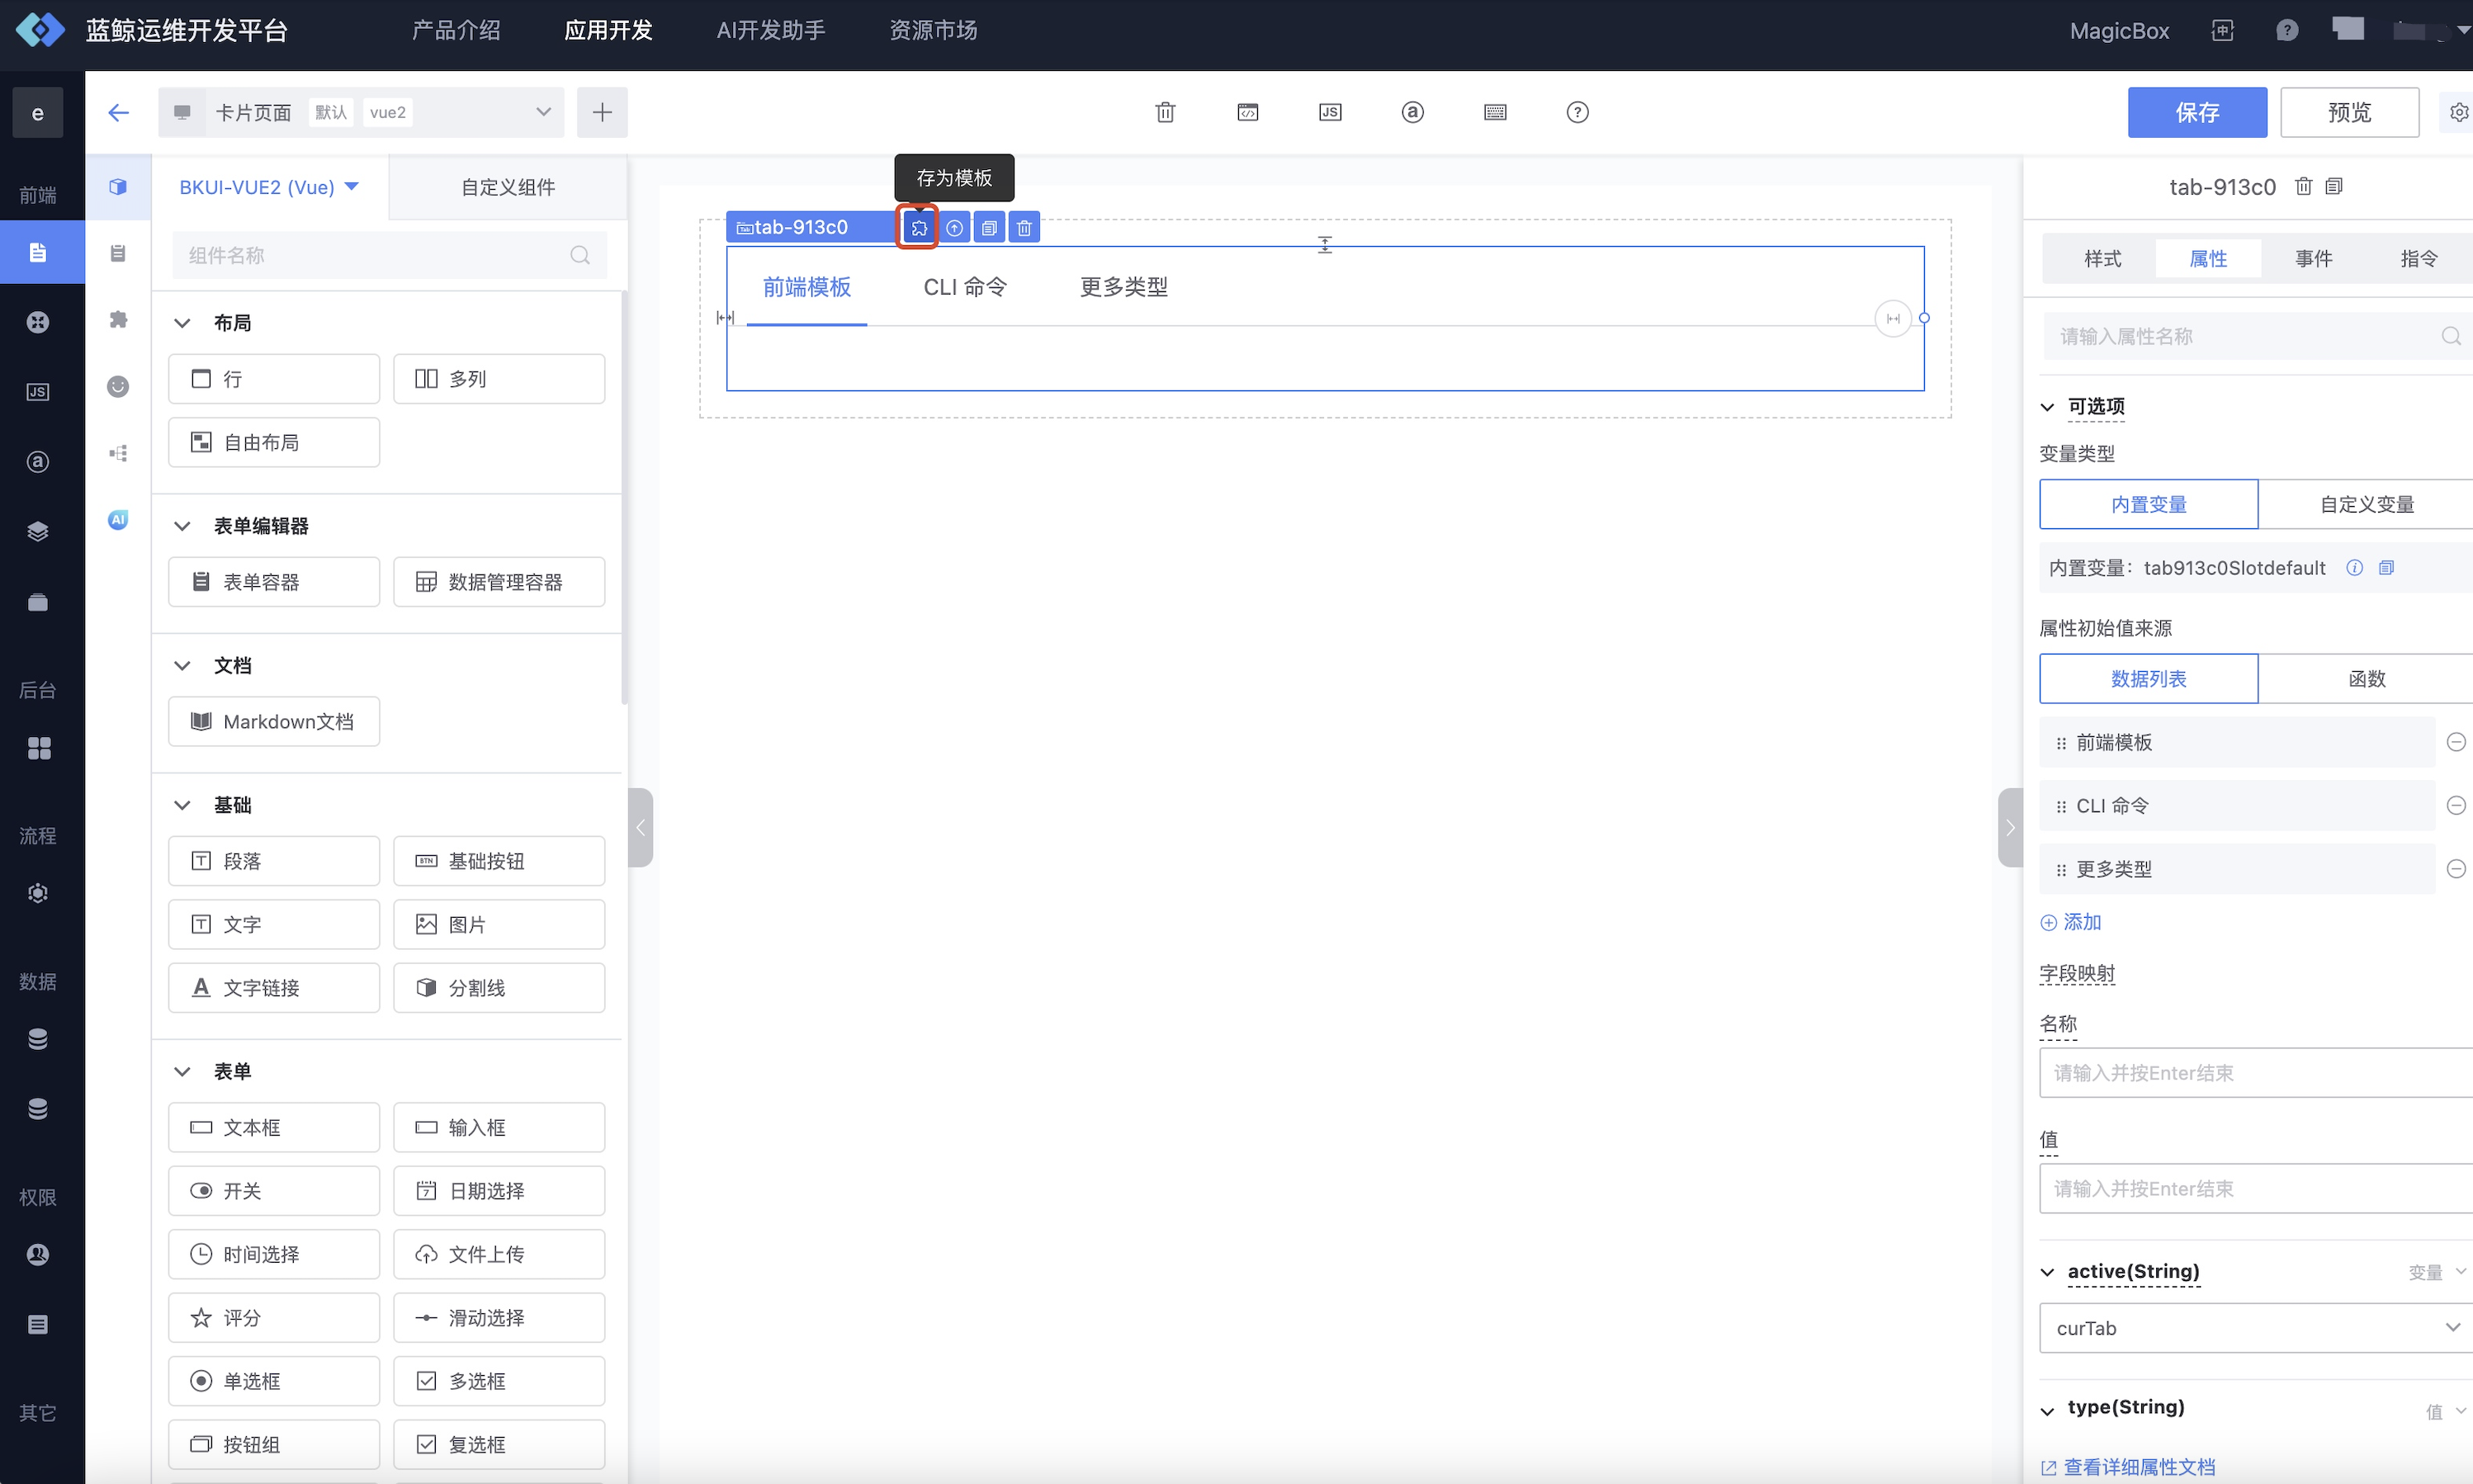 蓝鲸运维开发平台 产品介绍 应用开发 AI开发助手 资源市场 MagicBox 中 ?
e 卡片页面 默认 vue2 JS a ? 保存 预览
前端
JS
a
后台
流程
数据
权限
其它
AI
BKUI-VUE2 (Vue) 自定义组件
组件名称
布局
行 多列
自由布局
表单编辑器
表单容器 数据管理容器
文档
Markdown文档
基础
T 段落 BTN 基础按钮
T 文字 图片
A 文字链接 分割线
表单
文本框 输入框
开关 7 日期选择
时间选择 文件上传
评分 滑动选择
单选框 多选框
按钮组 复选框
存为模板
Tab tab-913c0
前端模板 CLI 命令 更多类型
tab-913c0
样式 属性 事件 指令
请输入属性名称
可选项
变量类型
内置变量 自定义变量
内置变量：tab913c0Slotdefault
属性初始值来源
数据列表 函数
前端模板
CLI 命令
更多类型
添加
字段映射
名称
请输入并按Enter结束
值
请输入并按Enter结束
active(String) 变量
curTab
type(String) 值
查看详细属性文档